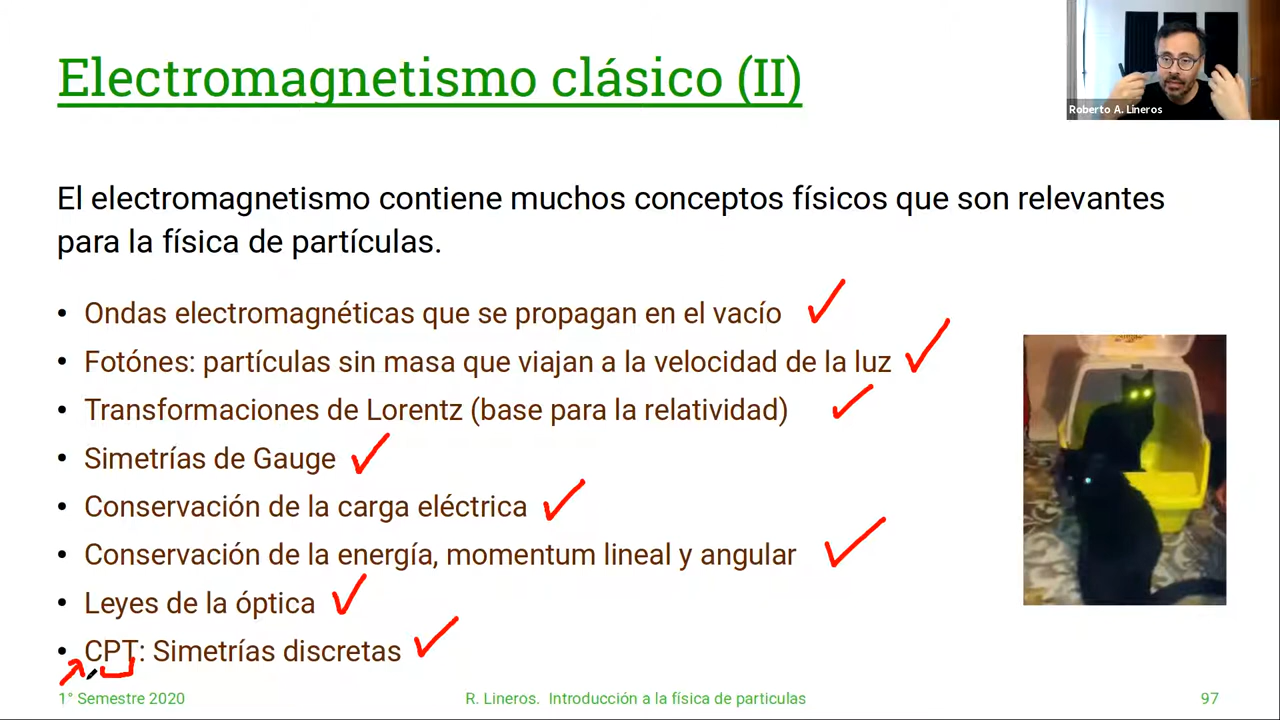 Electromagnetismo clásico (II)
Roberto A. Lineros
El electromagnetismo contiene muchos conceptos físicos que son relevantes
para la física de partículas.
• Ondas electromagnéticas que se propagan en el vacío
• Fotónes: partículas sin masa que viajan a la velocidad de la luz
• Transformaciones de Lorentz (base para la relatividad)
• Simetrías de Gauge
• Conservación de la carga eléctrica
• Conservación de la energía, momentum lineal y angular
• Leyes de la óptica
• CPT: Simetrías discretas
1° Semestre 2020
R. Lineros. Introducción a la física de particulas
97